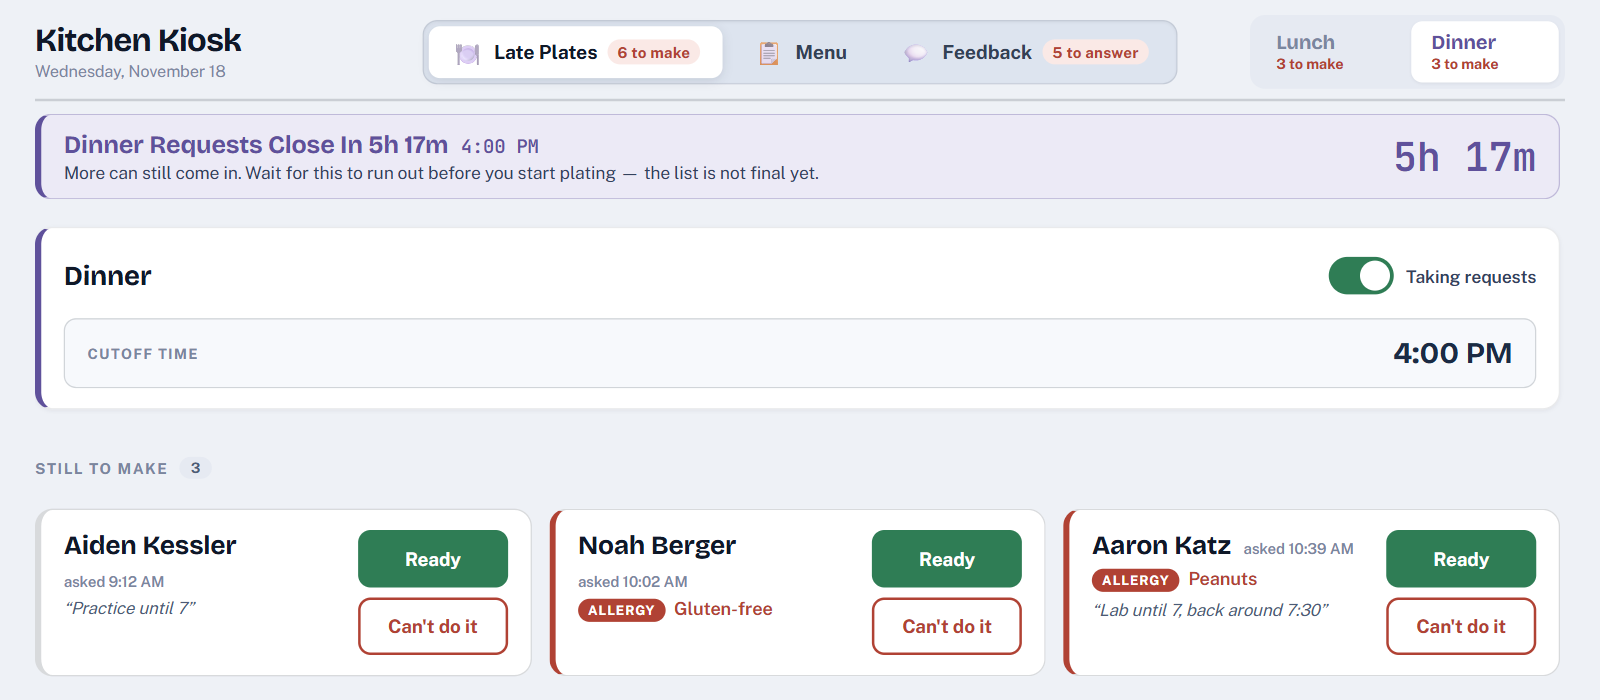 Kitchen Kiosk
Wednesday, November 18
Late Plates 6 to make
Menu
Feedback 5 to answer
Lunch
3 to make
Dinner
3 to make
Dinner Requests Close In 5h 17m 4:00 PM
More can still come in. Wait for this to run out before you start plating — the list is not final yet.
5h 17m
Dinner
Taking requests
CUTOFF TIME
4:00 PM
STILL TO MAKE 3
Aiden Kessler
asked 9:12 AM
“Practice until 7”
Ready
Can't do it
Noah Berger
asked 10:02 AM
ALLERGY Gluten-free
Ready
Can't do it
Aaron Katz asked 10:39 AM
ALLERGY Peanuts
“Lab until 7, back around 7:30”
Ready
Can't do it